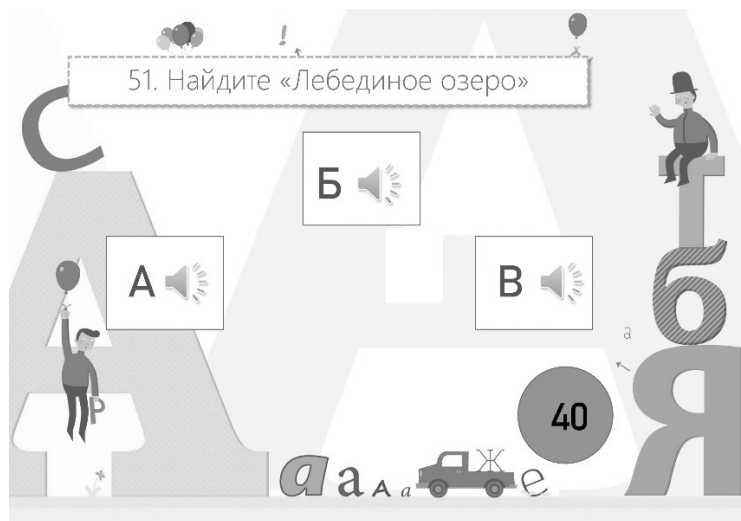 !
51. Найдите «Лебединое озеро»
С
Б
А
В
Т
б
а
Я
Р
40
а а А а Ж е